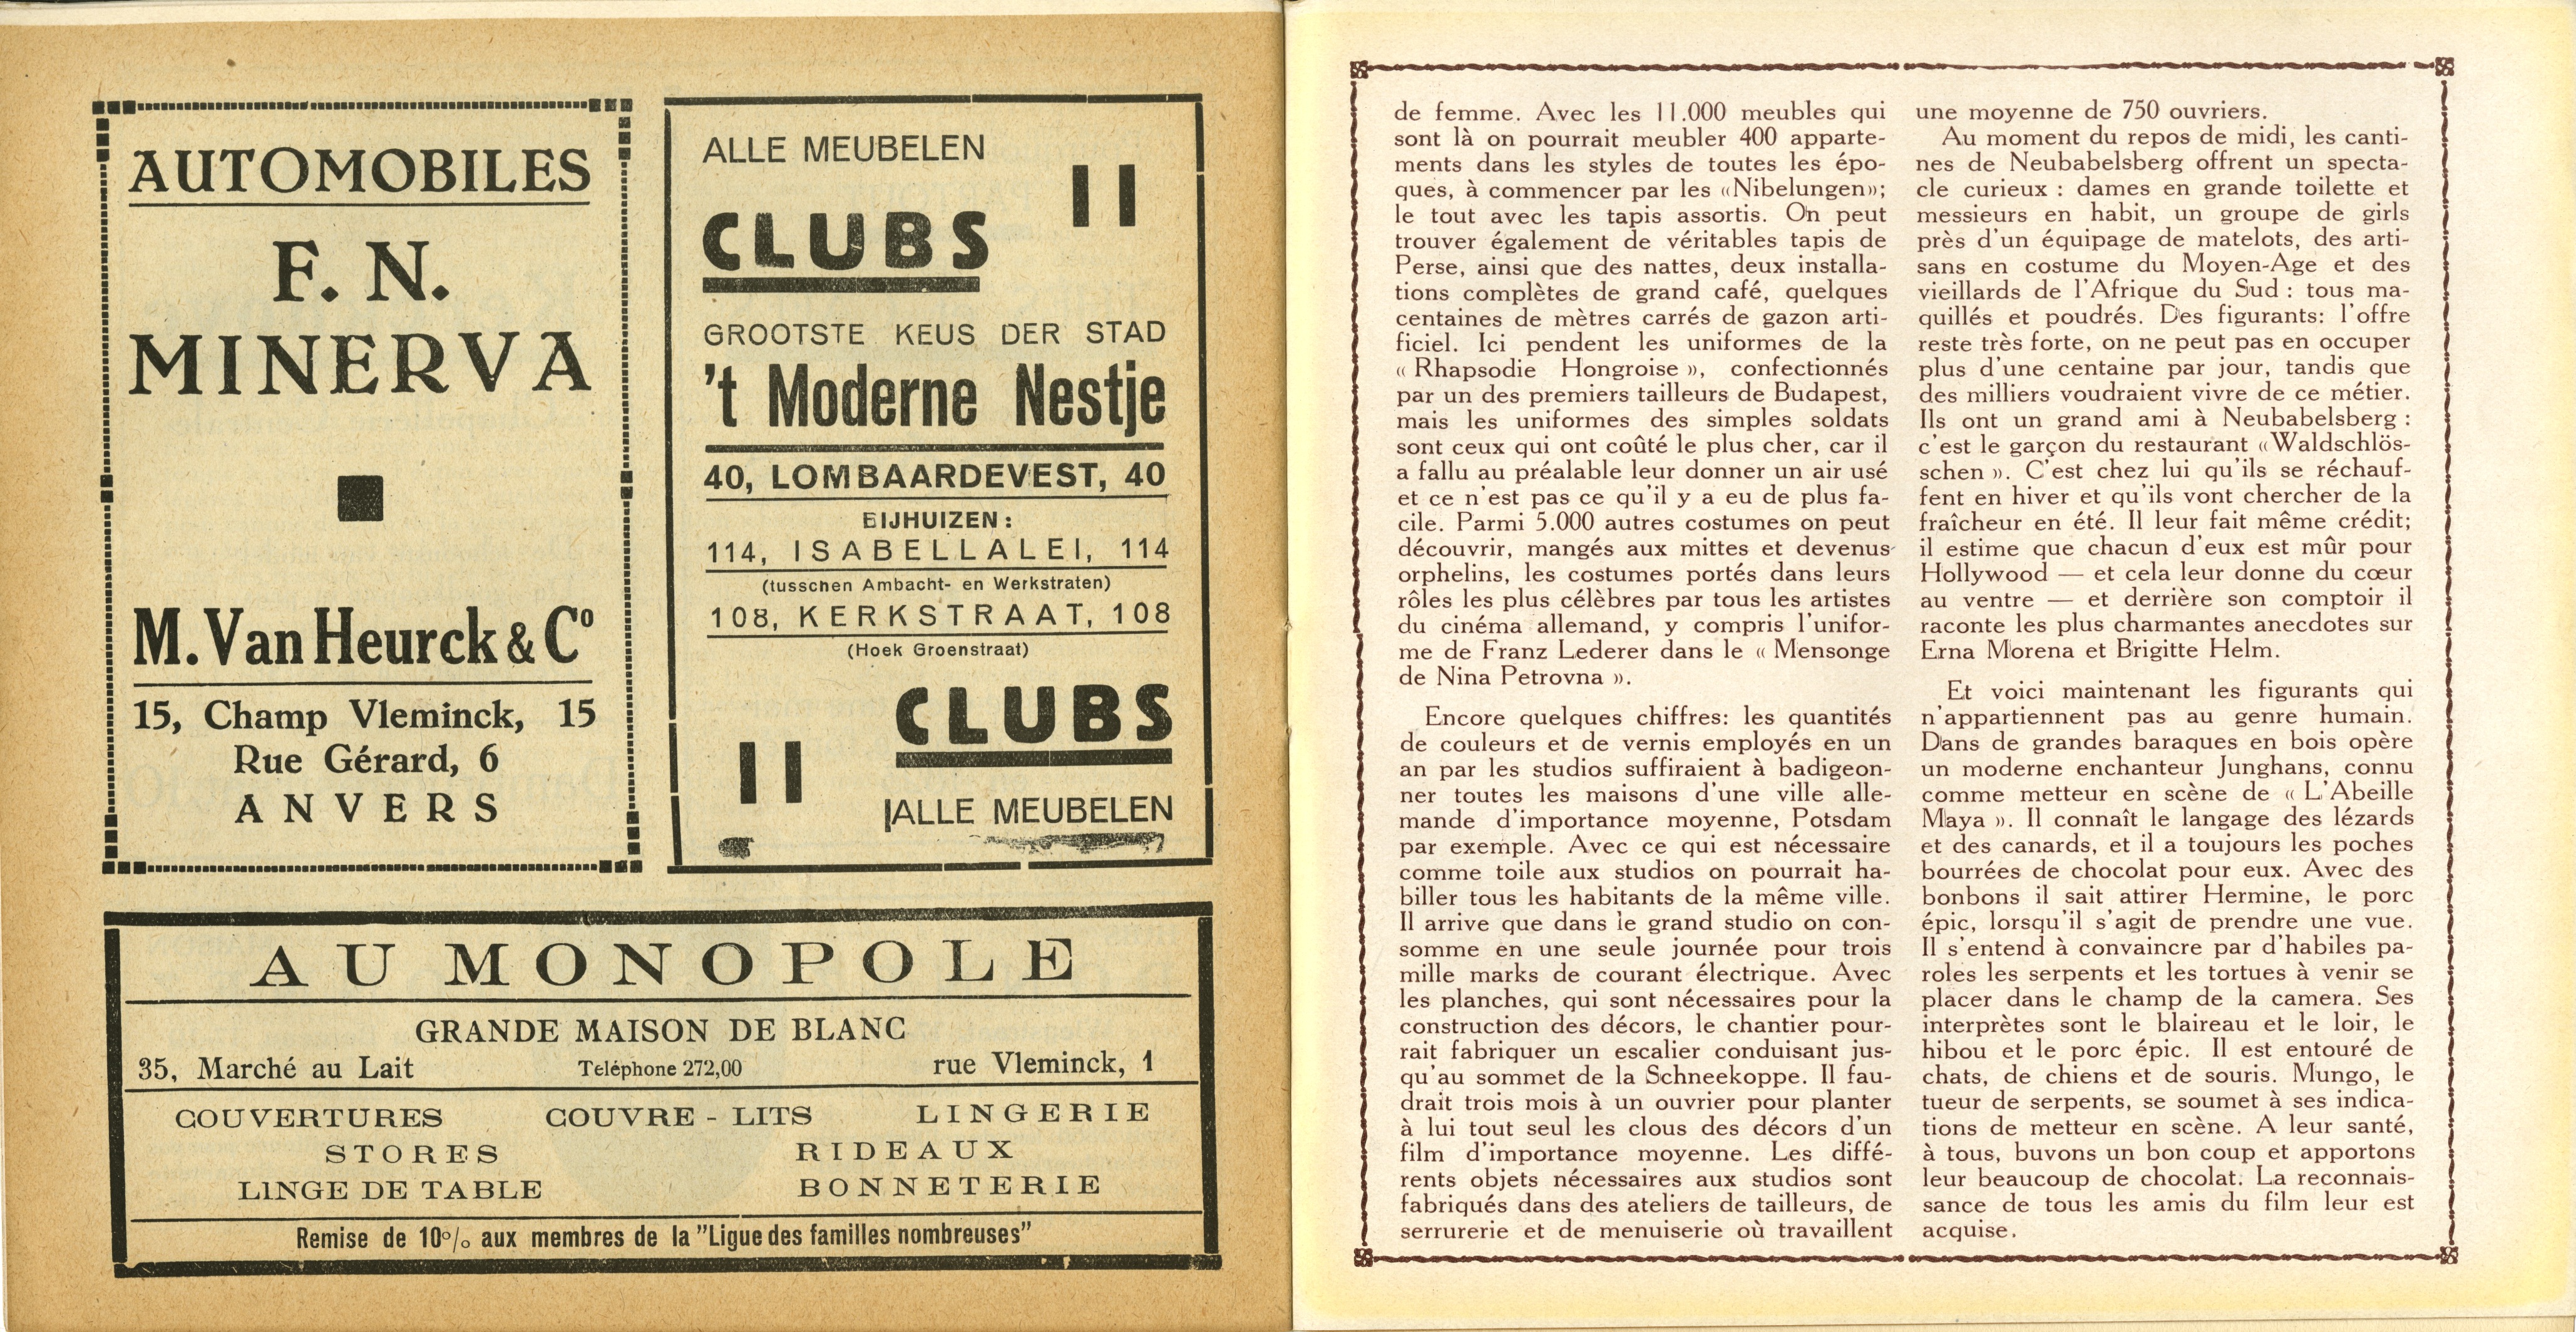 AUTOMOBILES
F. N.
MINERVA
M. Van Heurck & Cº
15, Champ Vleminck, 15
Rue Gérard, 6
ANVERS
ALLE MEUBELEN
CLUBS
GROOTSTE KEUS DER STAD
't Moderne Nestje
40, LOMBAARDEVEST, 40
BIJHUIZEN :
114, ISABELLALEI, 114
(tusschen Ambacht- en Werkstraten)
108, KERKSTRAAT, 108
(Hoek Groenstraat)
CLUBS
ALLE MEUBELEN
AU MONOPOLE
GRANDE MAISON DE BLANC
35, Marché au Lait Teléphone 272,00 rue Vleminck, 1
COUVERTURES COUVRE - LITS LINGERIE
STORES RIDEAUX
LINGE DE TABLE BONNETERIE
Remise de 10% aux membres de la "Ligue des familles nombreuses"
de femme. Avec les 11.000 meubles qui
sont là on pourrait meubler 400 apparte-
ments dans les styles de toutes les épo-
ques, à commencer par les «Nibelungen»;
le tout avec les tapis assortis. On peut
trouver également de véritables tapis de
Perse, ainsi que des nattes, deux installa-
tions complètes de grand café, quelques
centaines de mètres carrés de gazon arti-
ficiel. Ici pendent les uniformes de la
« Rhapsodie Hongroise », confectionnés
par un des premiers tailleurs de Budapest,
mais les uniformes des simples soldats
sont ceux qui ont coûté le plus cher, car il
a fallu au préalable leur donner un air usé
et ce n'est pas ce qu'il y a eu de plus fa-
cile. Parmi 5.000 autres costumes on peut
découvrir, mangés aux mittes et devenus
orphelins, les costumes portés dans leurs
rôles les plus célèbres par tous les artistes
du cinéma allemand, y compris l'unifor-
me de Franz Lederer dans le « Mensonge
de Nina Petrovna ».
Encore quelques chiffres: les quantités
de couleurs et de vernis employés en un
an par les studios suffiraient à badigeon-
ner toutes les maisons d'une ville alle-
mande d'importance moyenne, Potsdam
par exemple. Avec ce qui est nécessaire
comme toile aux studios on pourrait ha-
biller tous les habitants de la même ville.
Il arrive que dans le grand studio on con-
somme en une seule journée pour trois
mille marks de courant électrique. Avec
les planches, qui sont nécessaires pour la
construction des décors, le chantier pour-
rait fabriquer un escalier conduisant jus-
qu'au sommet de la Schneekoppe. Il fau-
drait trois mois à un ouvrier pour planter
à lui tout seul les clous des décors d'un
film d'importance moyenne. Les diffé-
rents objets nécessaires aux studios sont
fabriqués dans des ateliers de tailleurs, de
serrurerie et de menuiserie où travaillent
une moyenne de 750 ouvriers.
Au moment du repos de midi, les canti-
nes de Neubabelsberg offrent un specta-
cle curieux : dames en grande toilette et
messieurs en habit, un groupe de girls
près d'un équipage de matelots, des arti-
sans en costume du Moyen-Age et des
vieillards de l'Afrique du Sud : tous ma-
quillés et poudrés. Des figurants: l'offre
reste très forte, on ne peut pas en occuper
plus d'une centaine par jour, tandis que
des milliers voudraient vivre de ce métier.
Ils ont un grand ami à Neubabelsberg :
c'est le garçon du restaurant «Waldschlös-
schen ». C'est chez lui qu'ils se réchauf-
fent en hiver et qu'ils vont chercher de la
fraîcheur en été. Il leur fait même crédit;
il estime que chacun d'eux est mûr pour
Hollywood — et cela leur donne du cœur
au ventre — et derrière son comptoir il
raconte les plus charmantes anecdotes sur
Erna Morena et Brigitte Helm.
Et voici maintenant les figurants qui
n'appartiennent pas au genre humain.
Dans de grandes baraques en bois opère
un moderne enchanteur Junghans, connu
comme metteur en scène de « L'Abeille
Maya ». Il connaît le langage des lézards
et des canards, et il a toujours les poches
bourrées de chocolat pour eux. Avec des
bonbons il sait attirer Hermine, le porc
épic, lorsqu'il s'agit de prendre une vue.
Il s'entend à convaincre par d'habiles pa-
roles les serpents et les tortues à venir se
placer dans le champ de la camera. Ses
interprètes sont le blaireau et le loir, le
hibou et le porc épic. Il est entouré de
chats, de chiens et de souris. Mungo, le
tueur de serpents, se soumet à ses indica-
tions de metteur en scène. A leur santé,
à tous, buvons un bon coup et apportons
leur beaucoup de chocolat. La reconnais-
sance de tous les amis du film leur est
acquise.